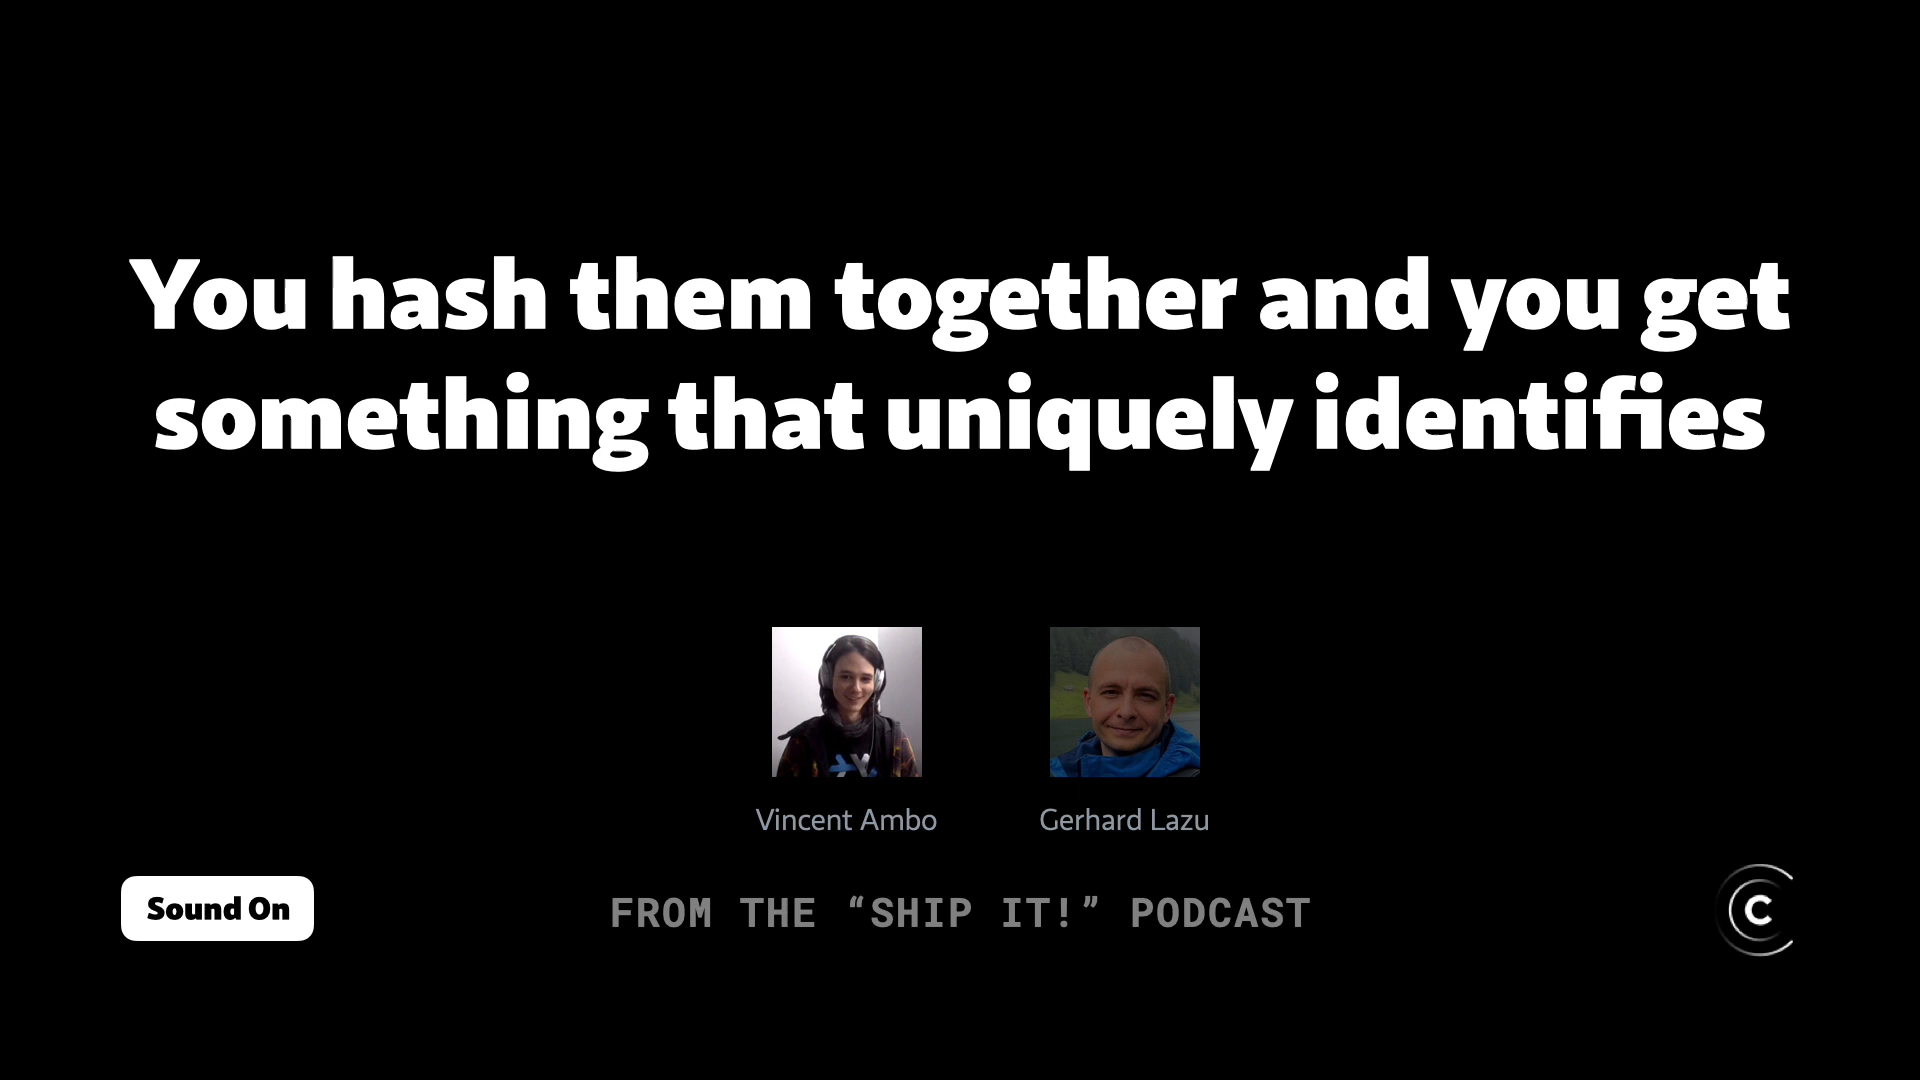 You hash them together and you get
something that uniquely identifies
Vincent Ambo
Gerhard Lazu
Sound On
FROM THE “SHIP IT!” PODCAST
C